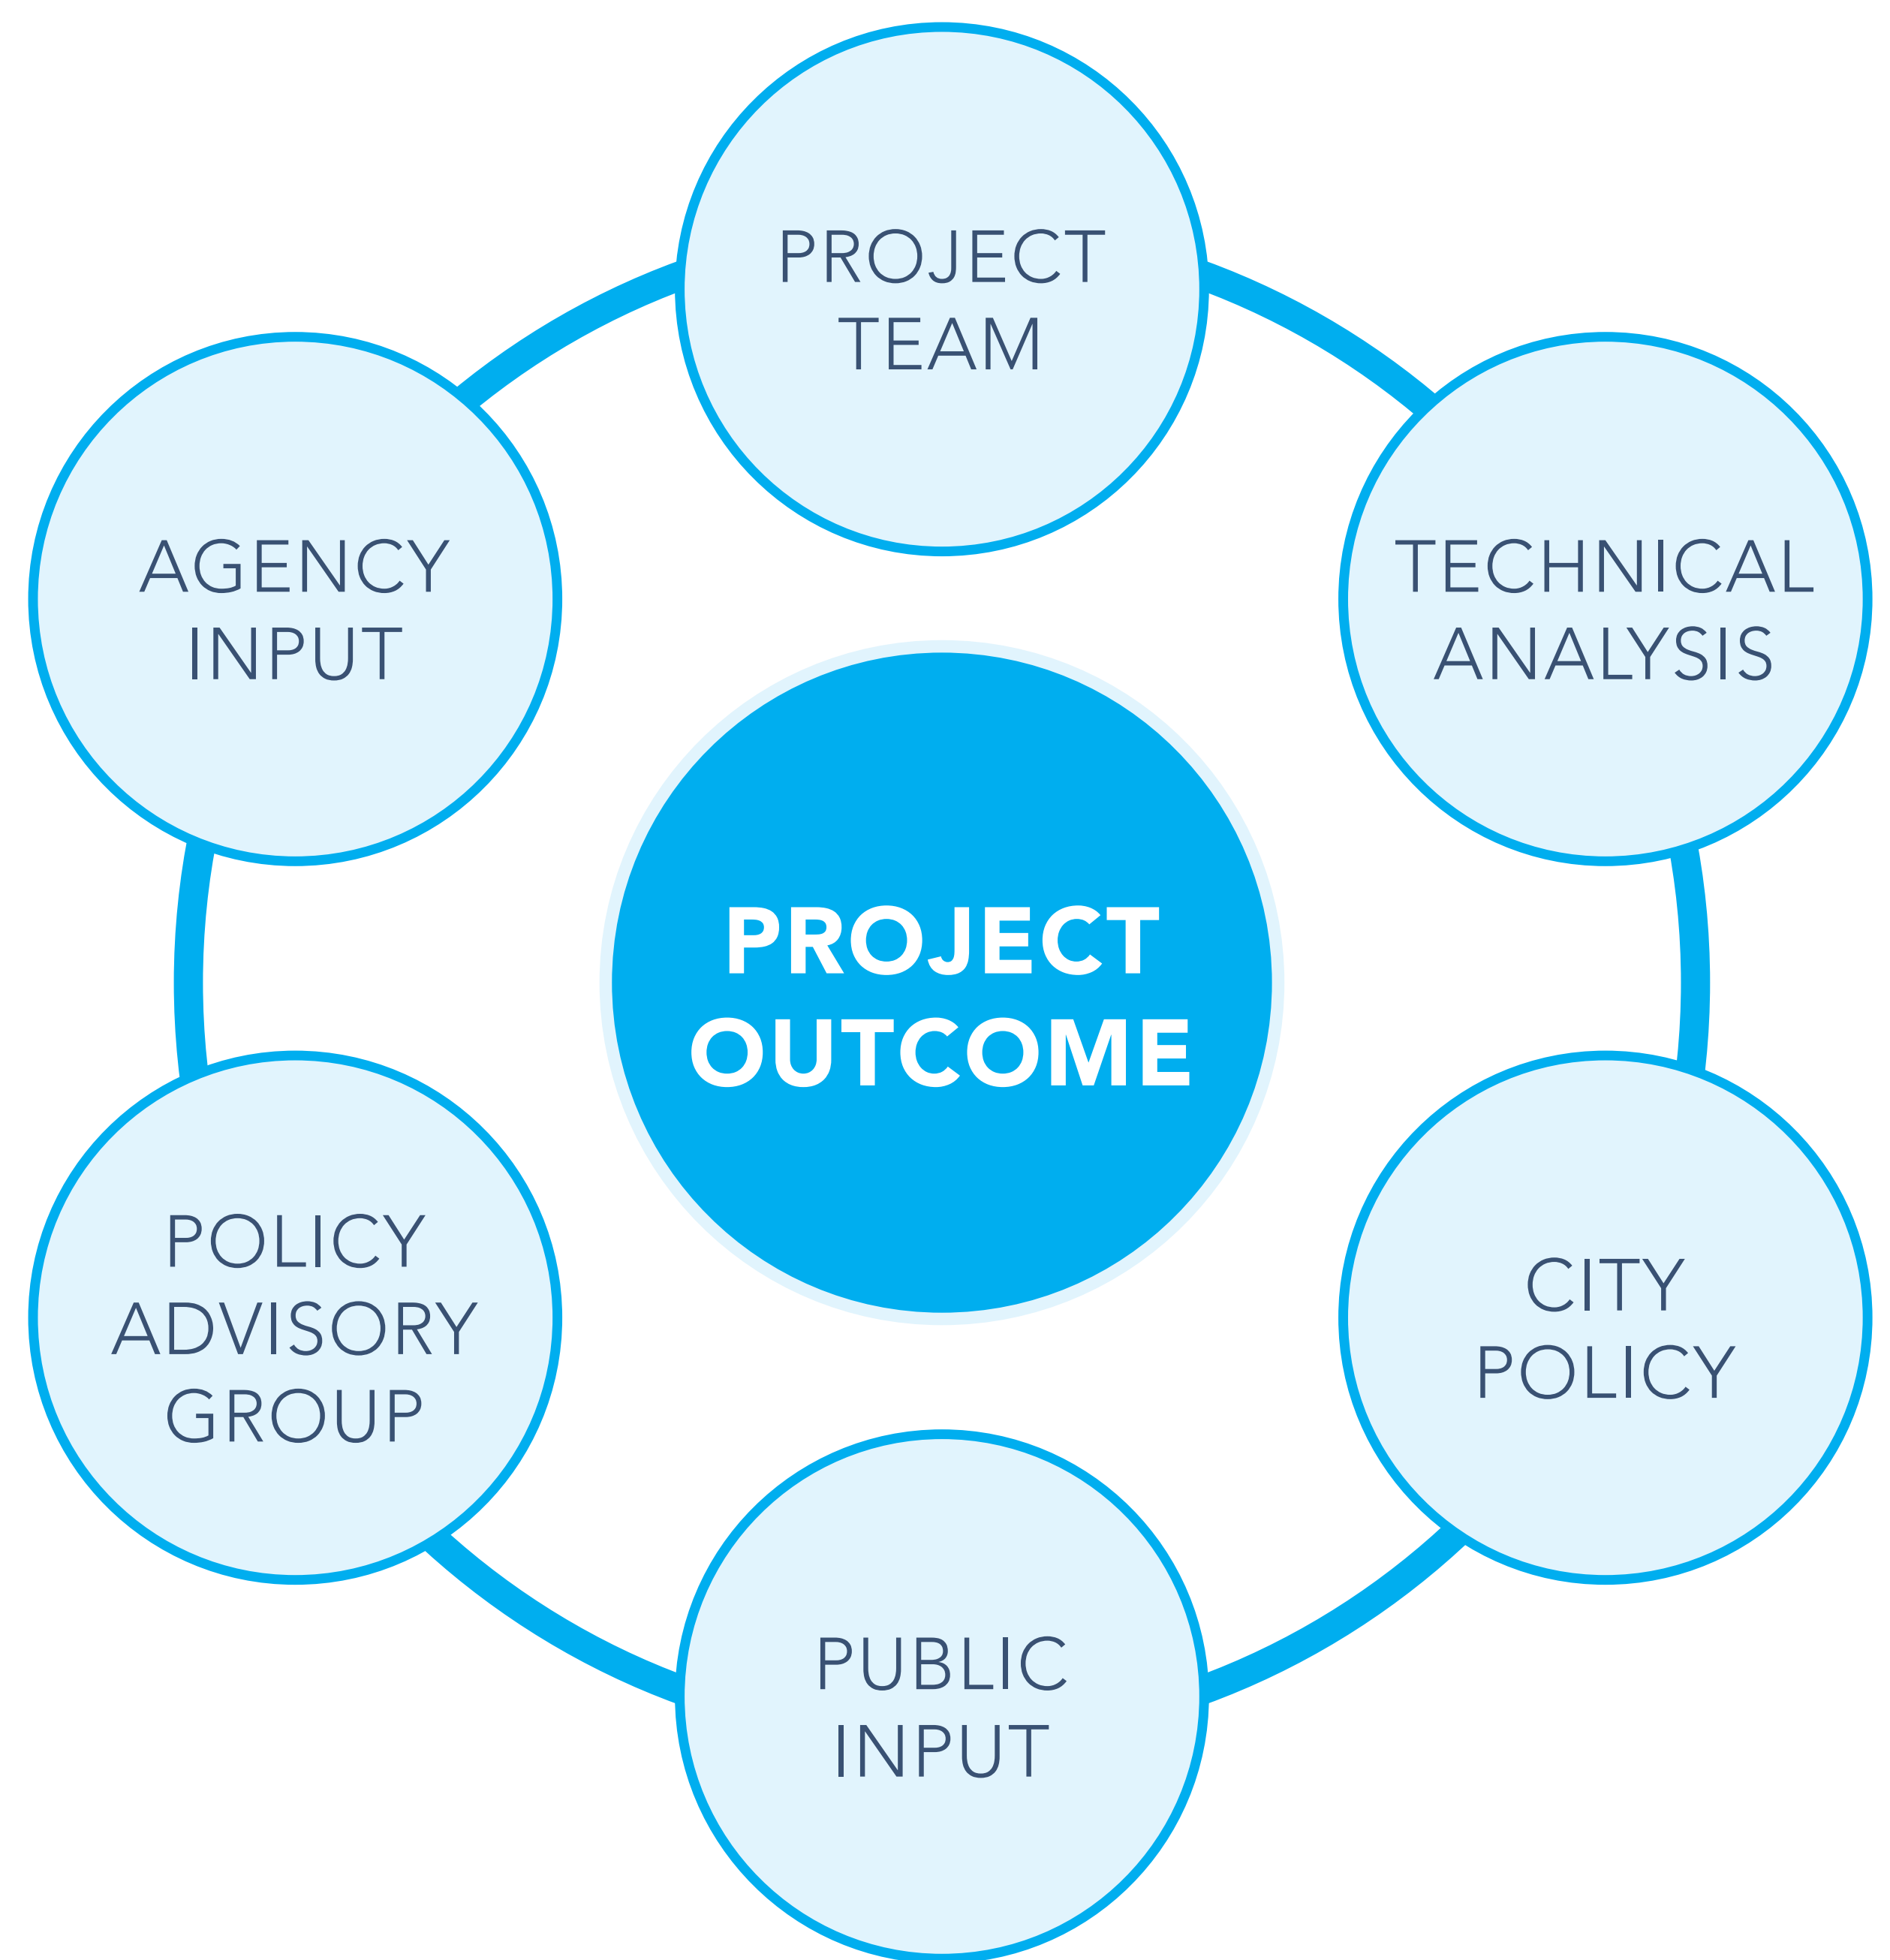 PROJECT
TEAM
AGENCY
INPUT
TECHNICAL
ANALYSIS
PROJECT
OUTCOME
POLICY
ADVISORY
GROUP
CITY
POLICY
PUBLIC
INPUT